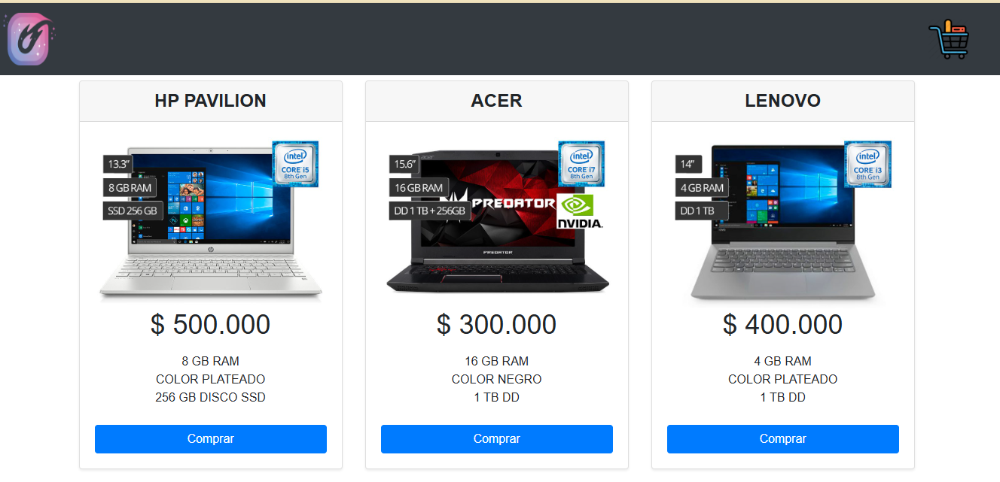 HP PAVILION
13.3"
8 GB RAM
SSD 256 GB
intel
CORE i5
8th Gen
$ 500.000
8 GB RAM
COLOR PLATEADO
256 GB DISCO SSD
Comprar
ACER
15.6"
16 GB RAM
DD 1 TB + 256GB
acer
PREDATOR
PREDATOR
intel
CORE i7
8th Gen
NVIDIA.
$ 300.000
16 GB RAM
COLOR NEGRO
1 TB DD
Comprar
LENOVO
14"
4 GB RAM
DD 1 TB
intel
CORE i3
8th Gen
$ 400.000
4 GB RAM
COLOR PLATEADO
1 TB DD
Comprar